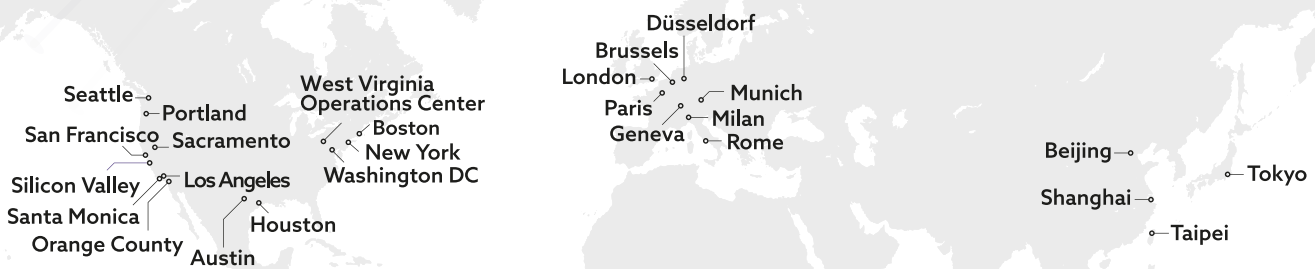 Seattle
Portland
San Francisco
Sacramento
Silicon Valley
Los Angeles
Santa Monica
Orange County
Austin
Houston
West Virginia
Operations Center
Boston
New York
Washington DC
Düsseldorf
Brussels
London
Paris
Geneva
Munich
Milan
Rome
Beijing
Shanghai
Tokyo
Taipei